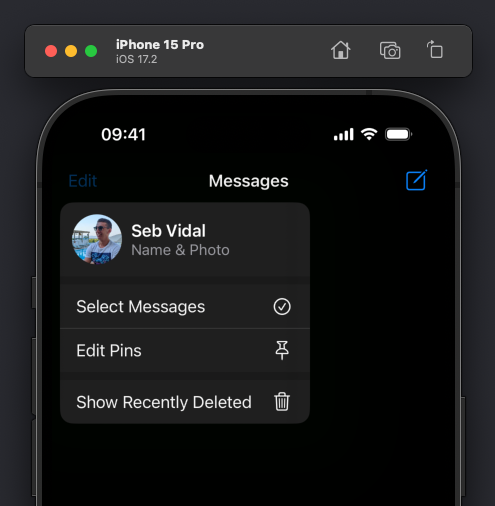 iPhone 15 Pro
iOS 17.2
09:41
Edit
Messages
Seb Vidal
Name & Photo
Select Messages
Edit Pins
Show Recently Deleted